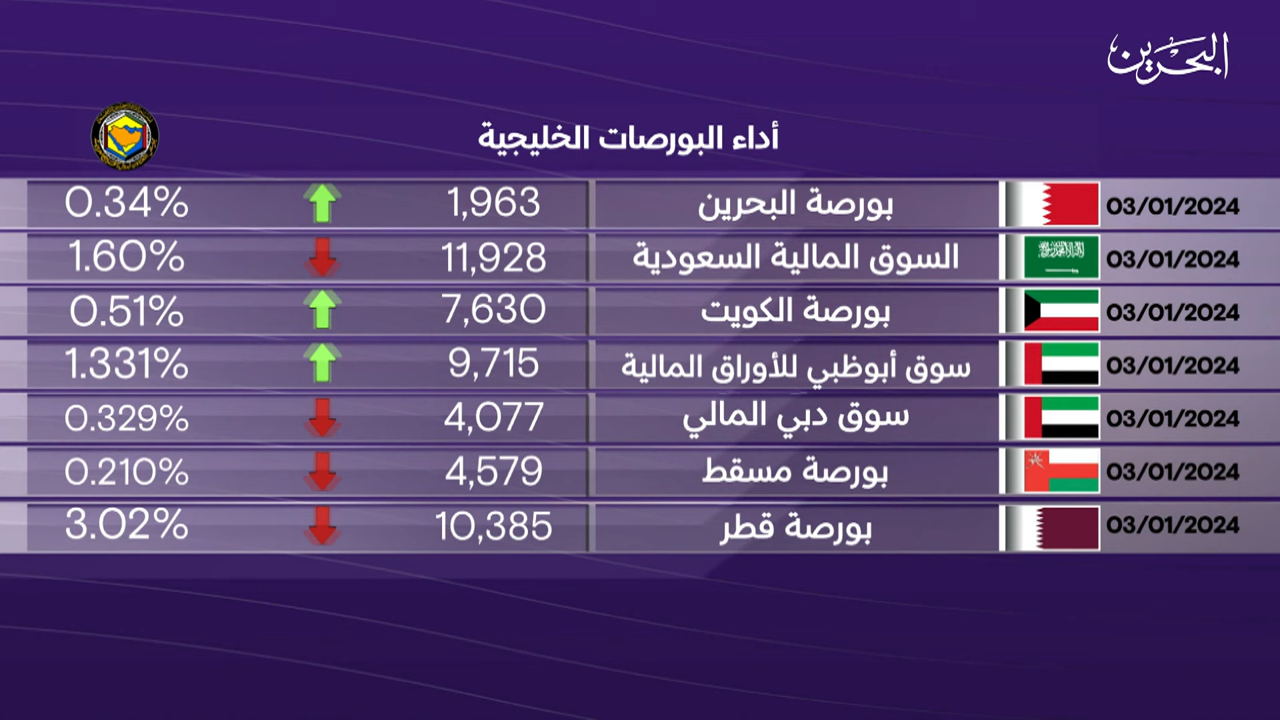 البحرين
أداء البورصات الخليجية
03/01/2024 بورصة البحرين 1,963 0.34%
03/01/2024 السوق المالية السعودية 11,928 1.60%
03/01/2024 بورصة الكويت 7,630 0.51%
03/01/2024 سوق أبوظبي للأوراق المالية 9,715 1.331%
03/01/2024 سوق دبي المالي 4,077 0.329%
03/01/2024 بورصة مسقط 4,579 0.210%
03/01/2024 بورصة قطر 10,385 3.02%